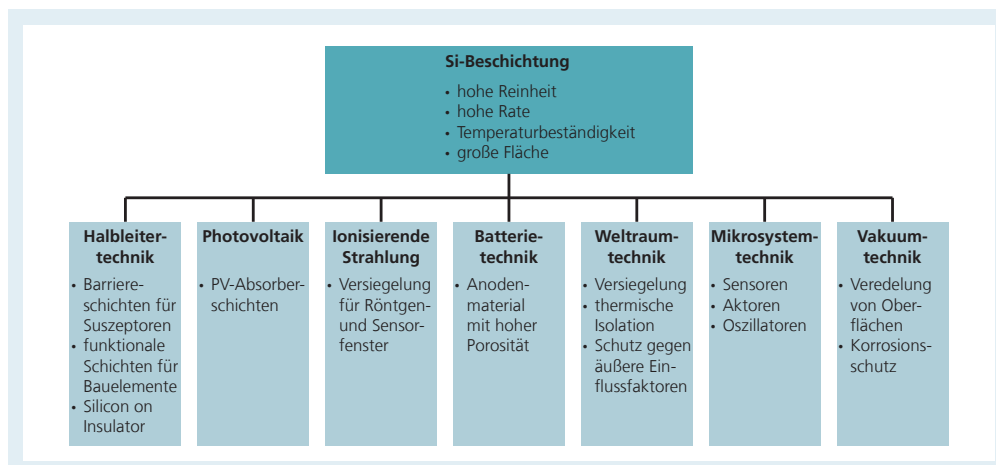 Si-Beschichtung
• hohe Reinheit
• hohe Rate
• Temperaturbeständigkeit
• große Fläche
Halbleiter-
technik
• Barriere-
schichten für
Suszeptoren
• funktionale
Schichten für
Bauelemente
• Silicon on
Insulator
Photovoltaik
• PV-Absorber-
schichten
Ionisierende
Strahlung
• Versiegelung
für Röntgen-
und Sensor-
fenster
Batterie-
technik
• Anoden-
material
mit hoher
Porosität
Weltraum-
technik
• Versiegelung
• thermische
Isolation
• Schutz gegen
äußere Ein-
flussfaktoren
Mikrosystem-
technik
• Sensoren
• Aktoren
• Oszillatoren
Vakuum-
technik
• Veredelung
von Ober-
flächen
• Korrosions-
schutz